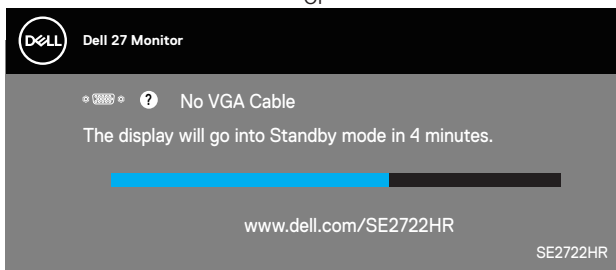 or
DELL
Dell 27 Monitor
? No VGA Cable
The display will go into Standby mode in 4 minutes.
www.dell.com/SE2722HR
SE2722HR